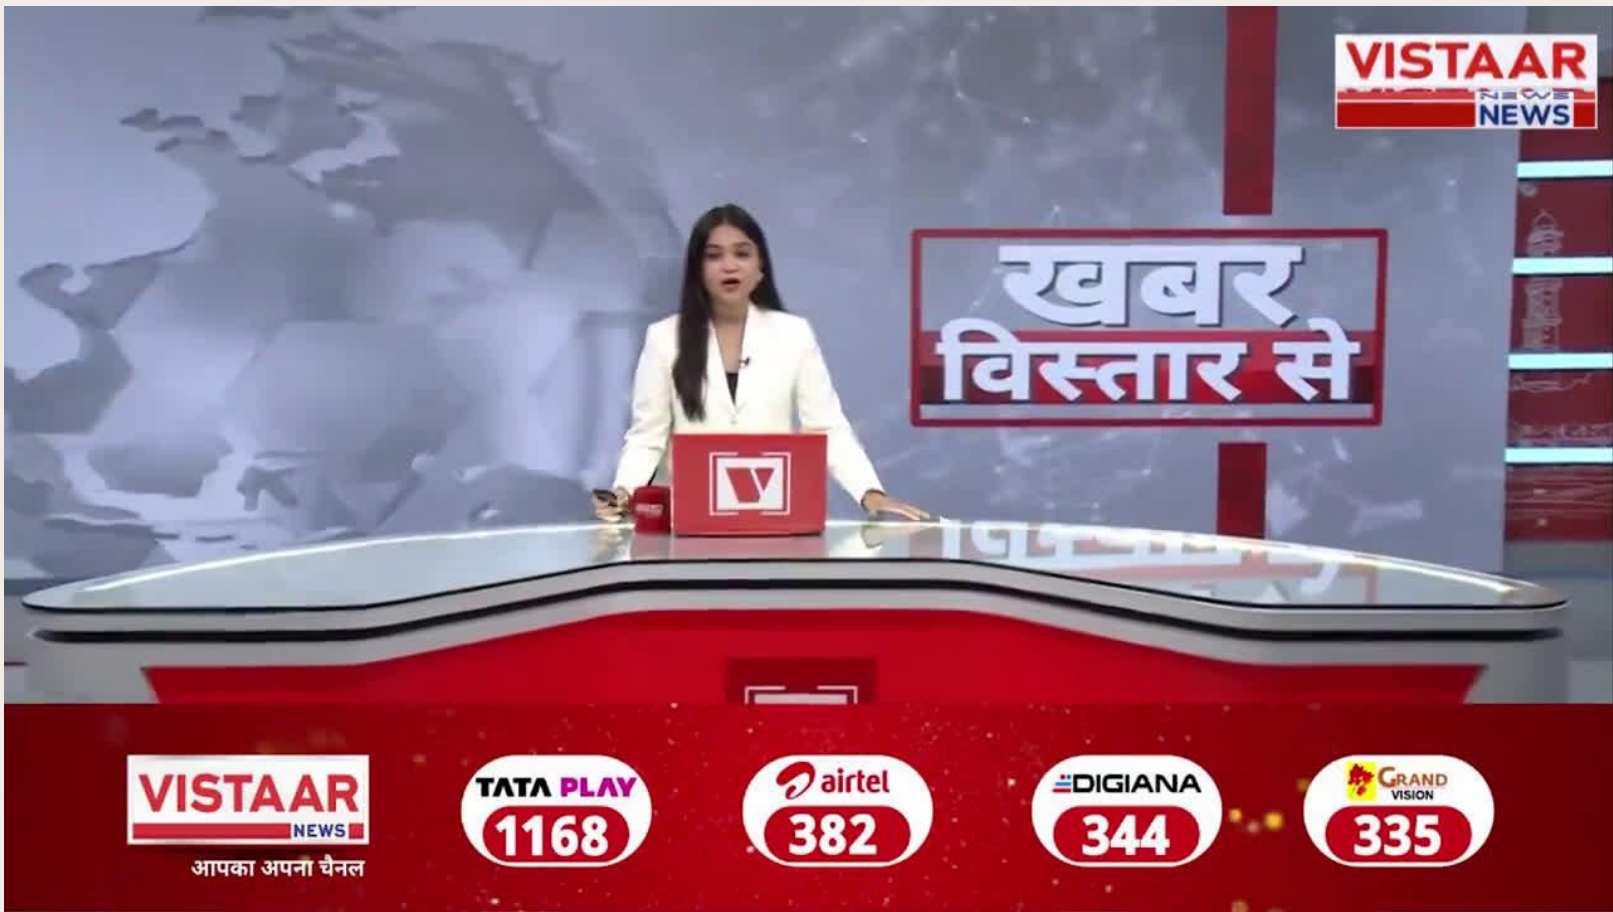 VISTAAR
NEWS
खबर
विस्तार से
V
VISTAAR
NEWS
आपका अपना चैनल
TATA PLAY
1168
airtel
382
DIGIANA
344
GRAND
VISION
335